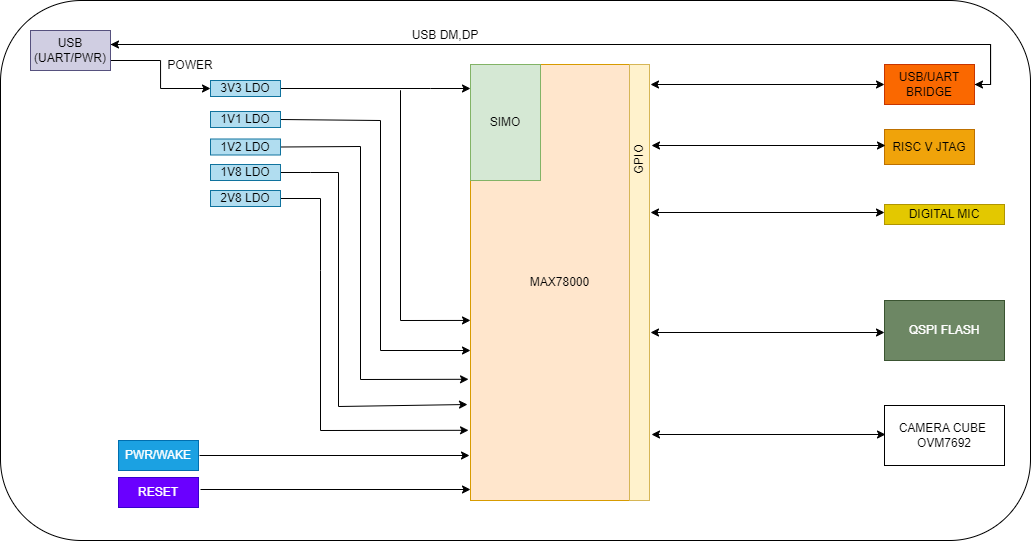 USB DM,DP
USB
(UART/PWR)
POWER
3V3 LDO
1V1 LDO
1V2 LDO
1V8 LDO
2V8 LDO
SIMO
GPIO
MAX78000
USB/UART
BRIDGE
RISC V JTAG
DIGITAL MIC
QSPI FLASH
CAMERA CUBE
OVM7692
PWR/WAKE
RESET